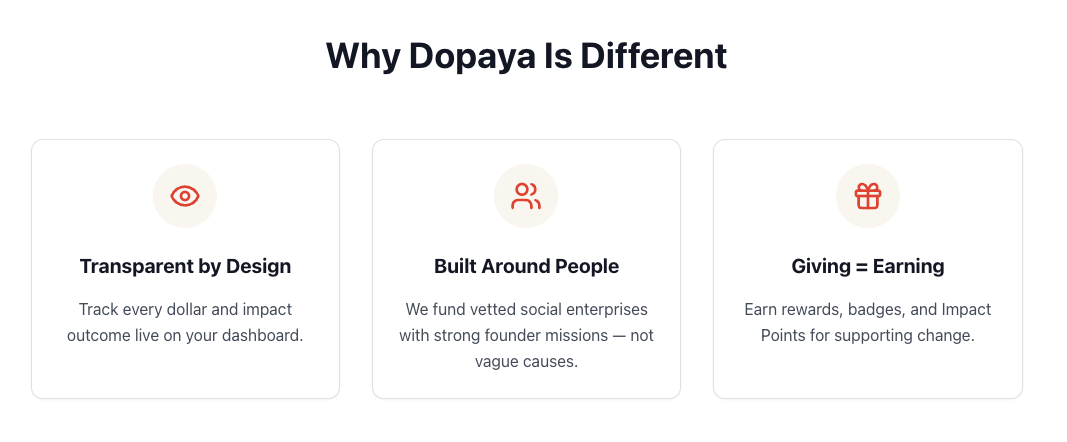 Why Dopaya Is Different
Transparent by Design
Track every dollar and impact
outcome live on your dashboard.
Built Around People
We fund vetted social enterprises
with strong founder missions — not
vague causes.
Giving = Earning
Earn rewards, badges, and Impact
Points for supporting change.